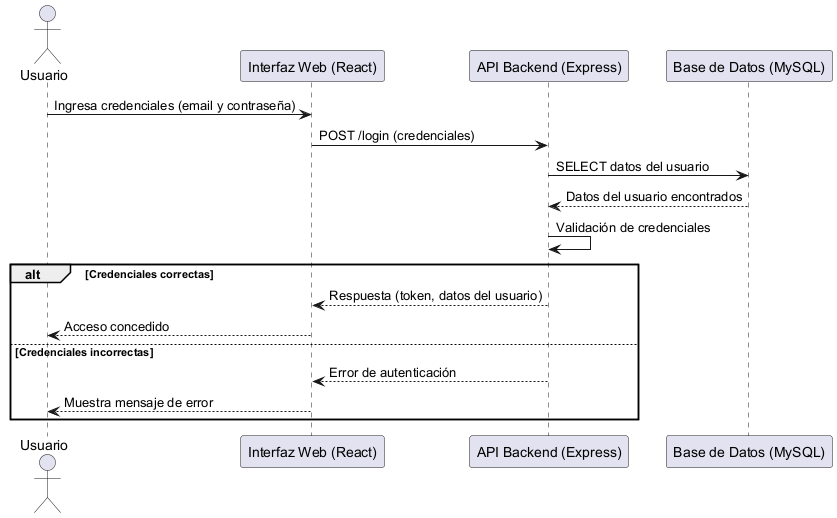 Usuario
Interfaz Web (React)
API Backend (Express)
Base de Datos (MySQL)
Ingresa credenciales (email y contraseña)
POST /login (credenciales)
SELECT datos del usuario
Datos del usuario encontrados
Validación de credenciales
alt
[Credenciales correctas]
Respuesta (token, datos del usuario)
Acceso concedido
[Credenciales incorrectas]
Error de autenticación
Muestra mensaje de error
Usuario
Interfaz Web (React)
API Backend (Express)
Base de Datos (MySQL)